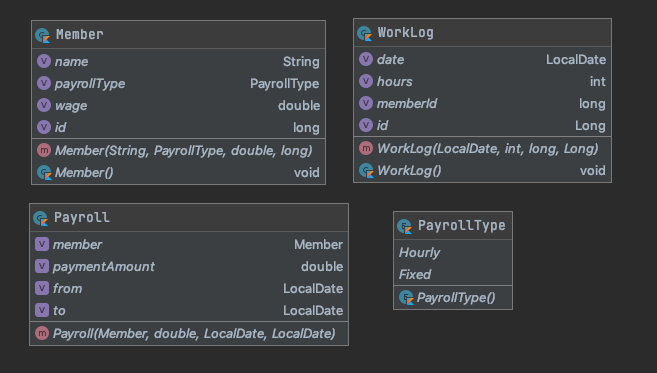 Member
name String
payrollType PayrollType
wage double
id long
Member(String, PayrollType, double, long)
Member() void
WorkLog
date LocalDate
hours int
memberId long
id Long
WorkLog(LocalDate, int, long, Long)
WorkLog() void
Payroll
member Member
paymentAmount double
from LocalDate
to LocalDate
Payroll(Member, double, LocalDate, LocalDate)
PayrollType
Hourly
Fixed
PayrollType()